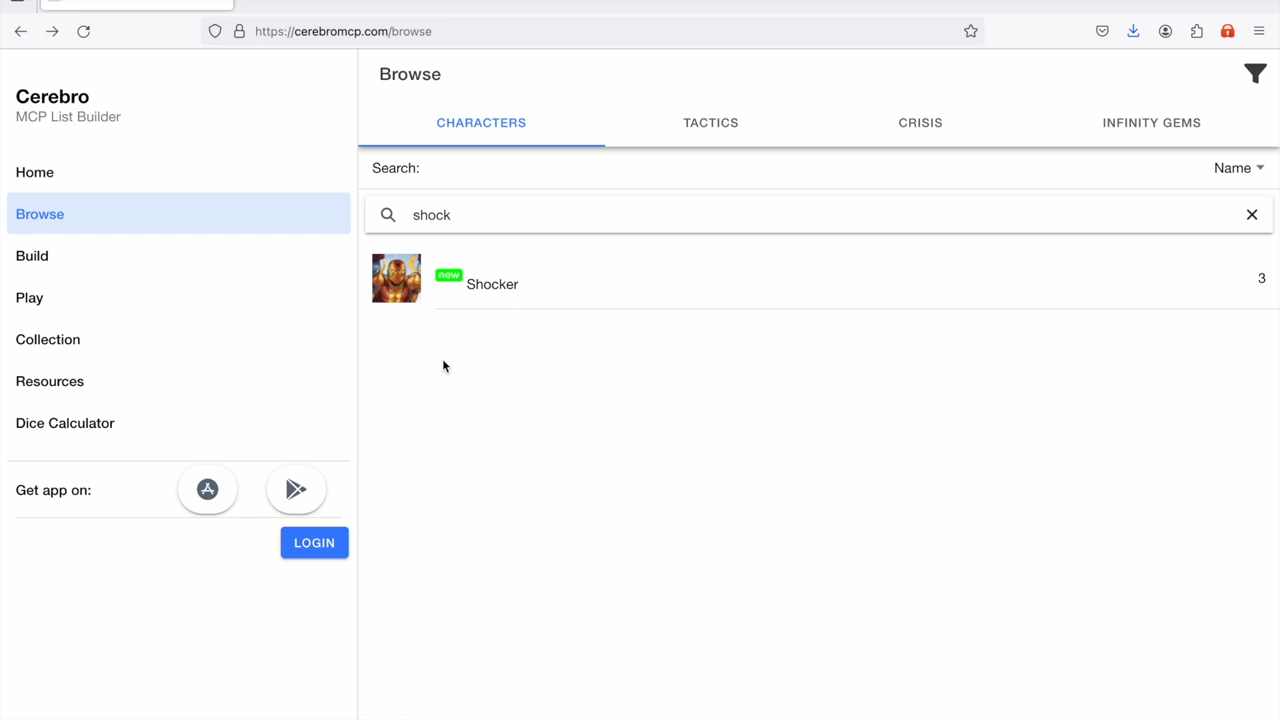 https://cerebromcp.com/browse
Cerebro
MCP List Builder
Home
Browse
Build
Play
Collection
Resources
Dice Calculator
Get app on:
LOGIN
Browse
CHARACTERS TACTICS CRISIS INFINITY GEMS
Search: Name
shock
new Shocker 3